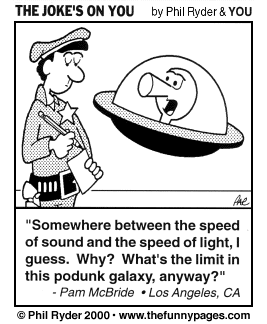 THE JOKE'S ON YOU by Phil Ryder & YOU
"Somewhere between the speed
of sound and the speed of light, I
guess. Why? What's the limit in
this podunk galaxy, anyway?"
- Pam McBride • Los Angeles, CA
© Phil Ryder 2000 • www.thefunnypages.com